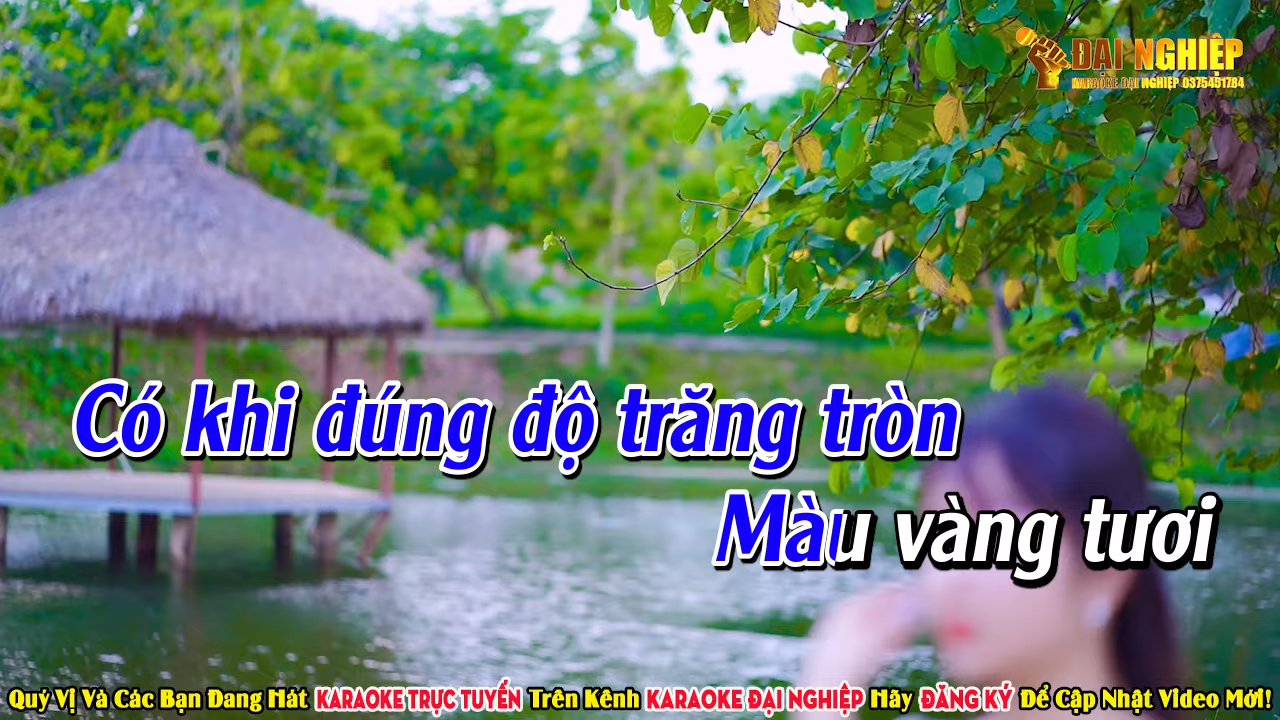 ĐẠI NGHIỆP
KARAOKE ĐẠI NGHIỆP 0375451784
Có khi đúng độ trăng tròn
Màu vàng tươi
Quý Vị Và Các Bạn Đang Hát KARAOKE TRỰC TUYẾN Trên Kênh KARAOKE ĐẠI NGHIỆP Hãy ĐĂNG KÝ Để Cập Nhật Video Mới!